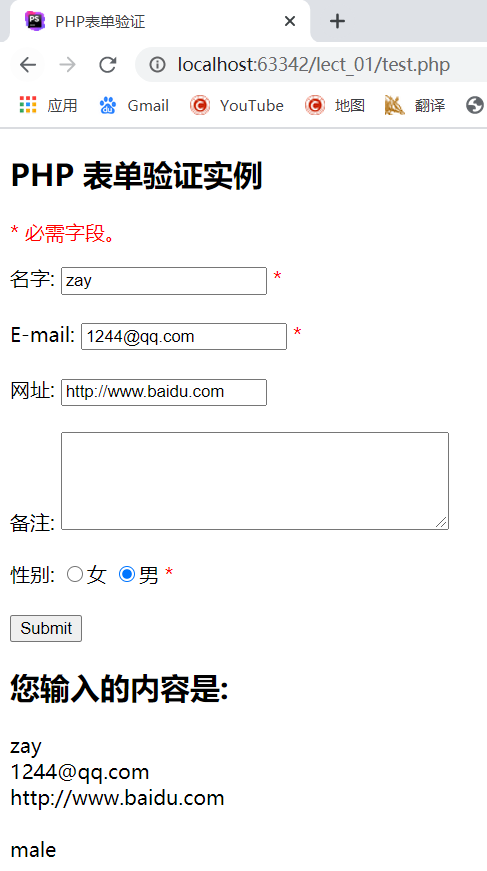 PHP表单验证
localhost:63342/lect_01/test.php
应用 Gmail YouTube 地图 翻译
PHP 表单验证实例
* 必需字段。
名字: zay *
E-mail: 1244@qq.com *
网址: http://www.baidu.com
备注:
性别: 女 男 *
Submit
您输入的内容是:
zay
1244@qq.com
http://www.baidu.com
male